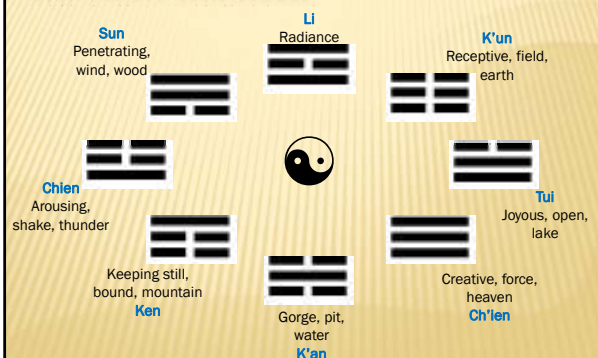 Li
Radiance
Sun
Penetrating,
wind, wood
K'un
Receptive, field,
earth
Chien
Arousing,
shake, thunder
Tui
Joyous, open,
lake
Keeping still,
bound, mountain
Ken
Gorge, pit,
water
K'an
Creative, force,
heaven
Ch'ien